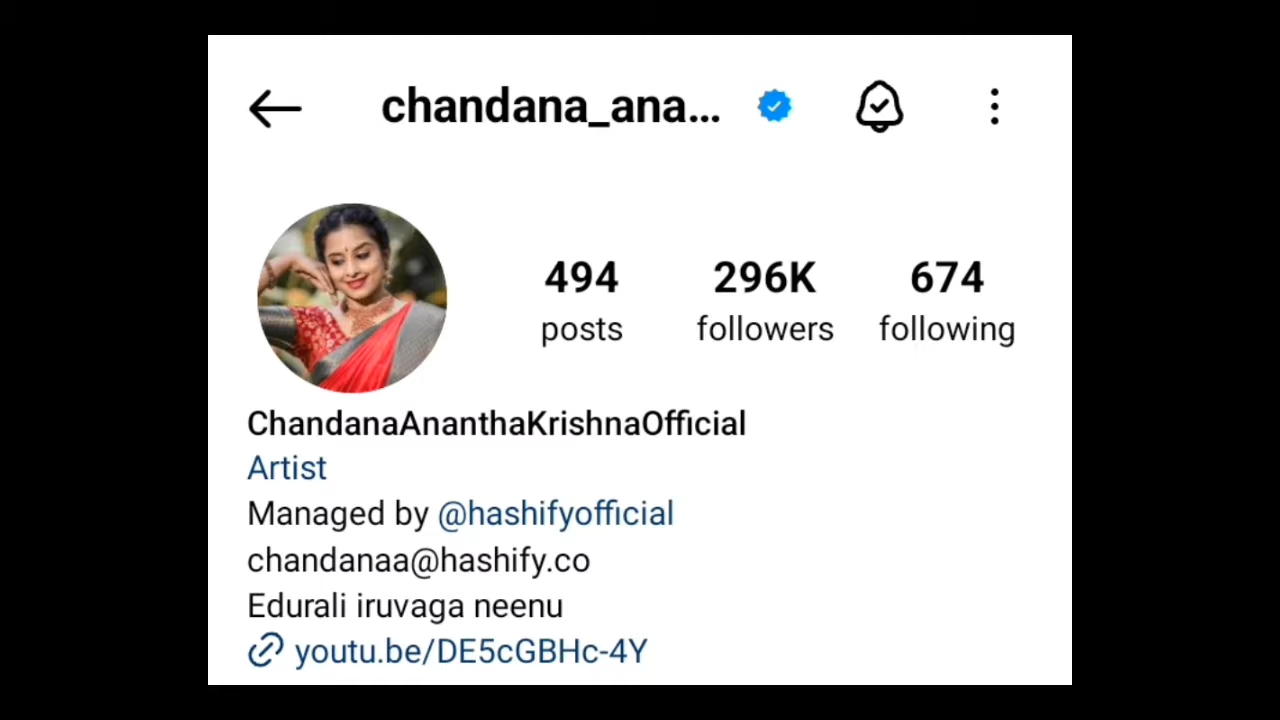 chandana_ana...
494 296K 674
posts followers following
ChandanaAnanthaKrishnaOfficial
Artist
Managed by @hashifyofficial
chandanaa@hashify.co
Edurali iruvaga neenu
youtu.be/DE5cGBHc-4Y